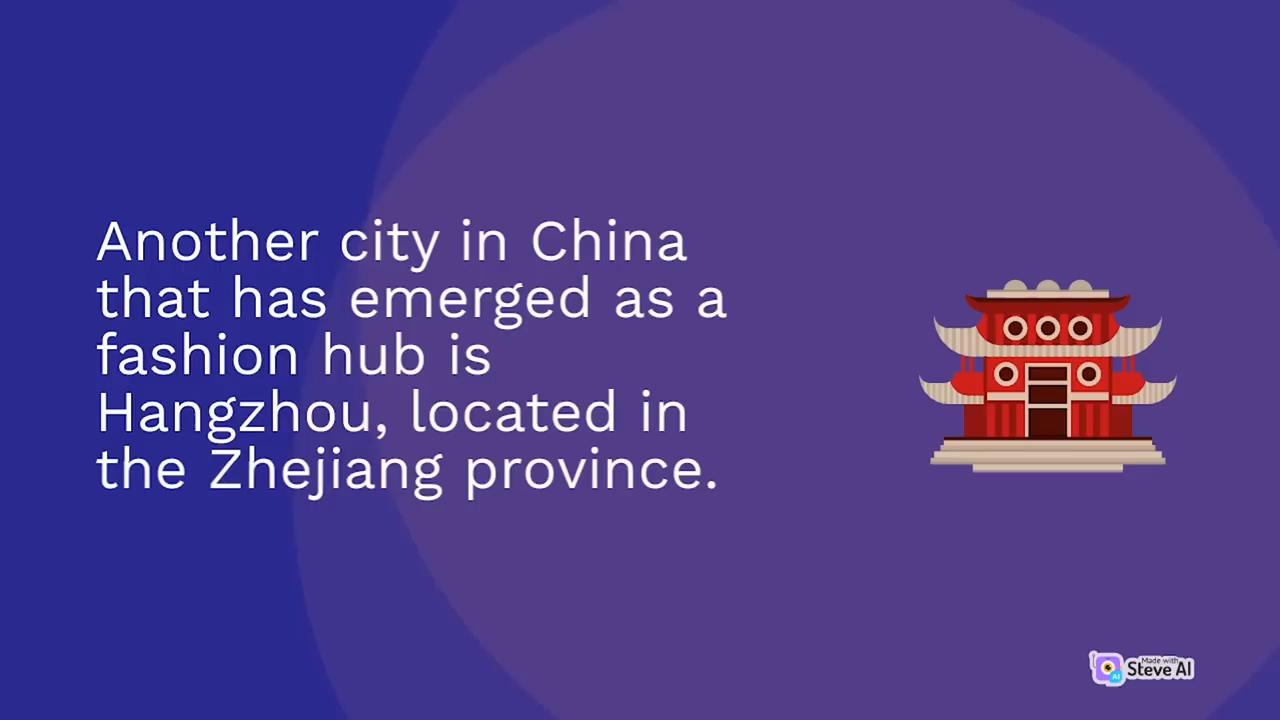 Another city in China
that has emerged as a
fashion hub is
Hangzhou, located in
the Zhejiang province.
Made with
Steve AI
AI